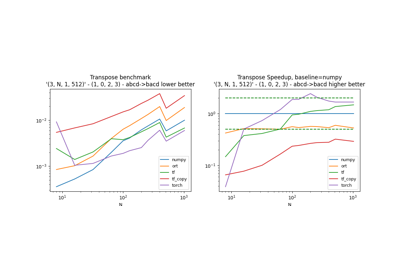 Transpose benchmark
'(3, N, 1, 512)' - (1, 0, 2, 3) - abcd->bacd lower better
10⁻²
10⁻³
10¹
10²
10³
N
numpy
ort
tf
tf_copy
torch
Transpose Speedup, baseline=numpy
'(3, N, 1, 512)' - (1, 0, 2, 3) - abcd->bacd higher better
10⁰
10⁻¹
10¹
10²
10³
N
numpy
ort
tf
tf_copy
torch